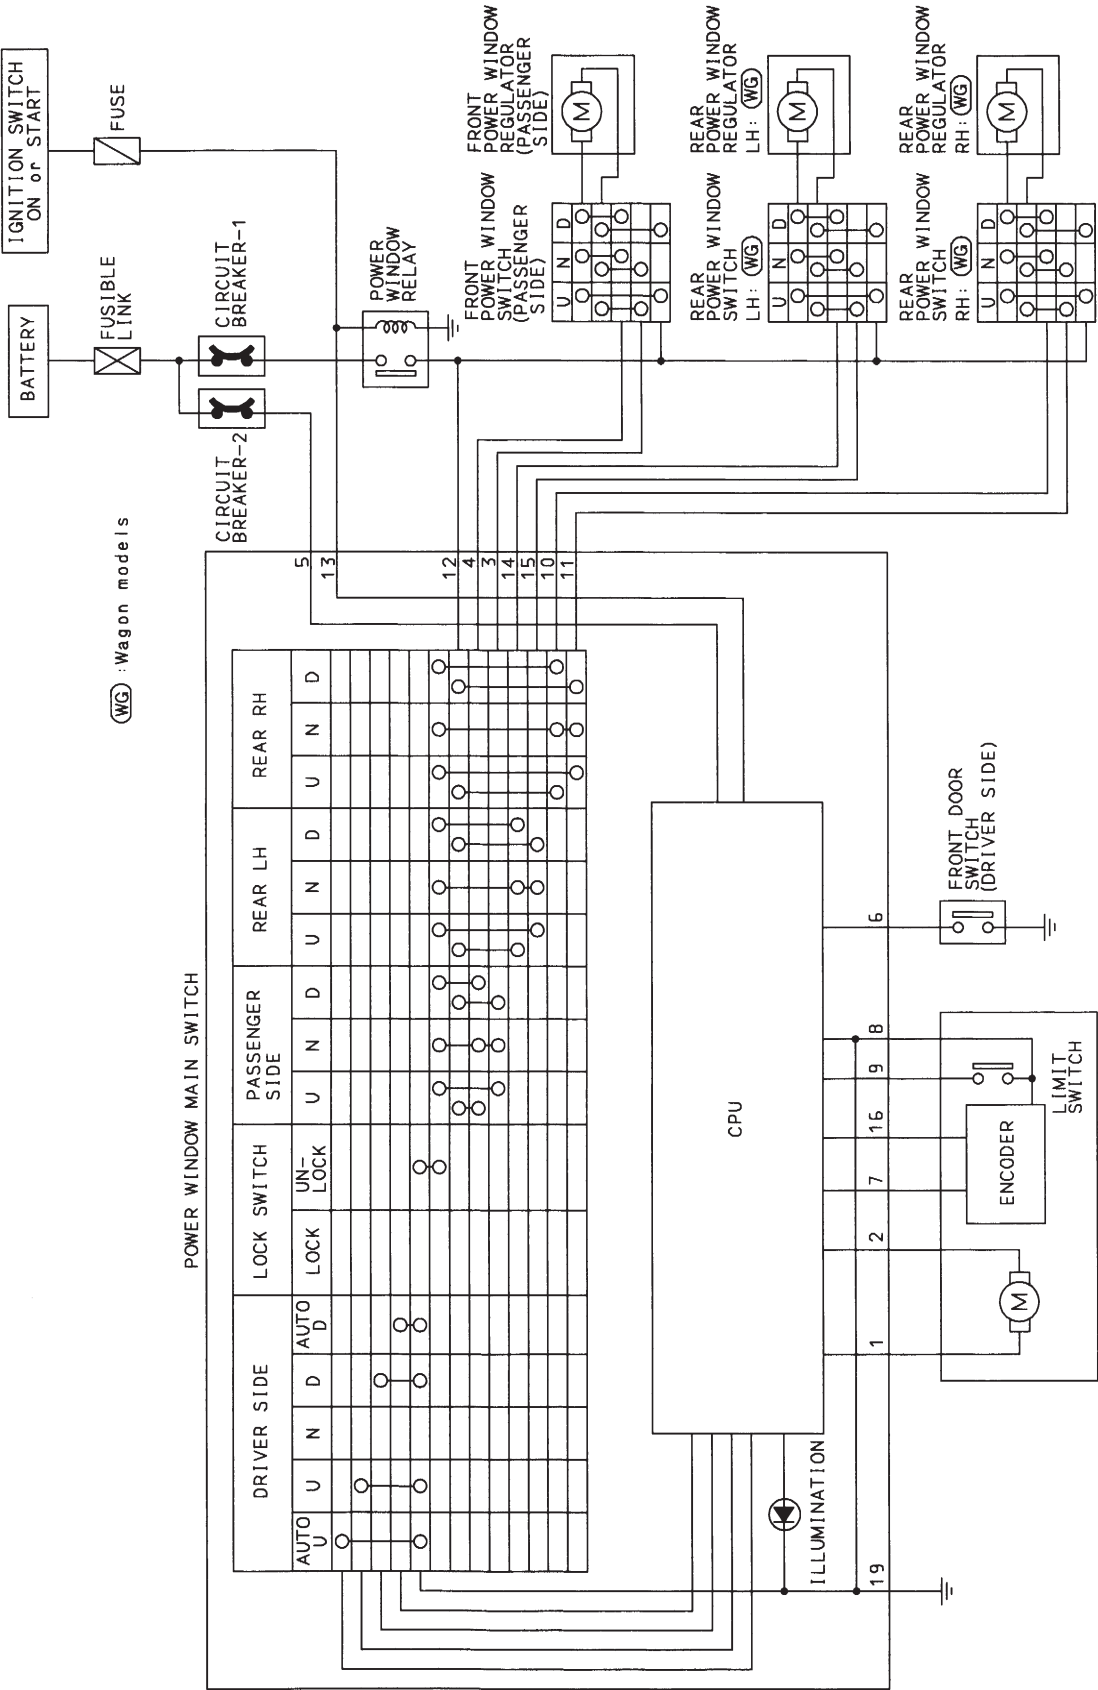 IGNITION SWITCH
ON or START
FUSE
BATTERY
FUSIBLE
LINK
CIRCUIT
BREAKER-1
CIRCUIT
BREAKER-2
POWER
WINDOW
RELAY
FRONT
POWER WINDOW
REGULATOR
(PASSENGER
SIDE)
M
REAR
POWER WINDOW
REGULATOR
LH: WG
M
REAR
POWER WINDOW
REGULATOR
RH: WG
M
FRONT
POWER WINDOW
SWITCH
(PASSENGER
SIDE)
U N D
REAR
POWER WINDOW
SWITCH
LH: WG
U N D
REAR
POWER WINDOW
SWITCH
RH: WG
U N D
WG : Wagon models
POWER WINDOW MAIN SWITCH
5
13
12
4
3
14
15
10
11
DRIVER SIDE
AUTO
U
U
N
D
AUTO
D
LOCK SWITCH
LOCK
UN-
LOCK
PASSENGER
SIDE
U N D
REAR LH
U N D
REAR RH
U N D
CPU
ILLUMINATION
19
1
2
7
16
9
8
6
M
ENCODER
LIMIT
SWITCH
FRONT DOOR
SWITCH
(DRIVER SIDE)